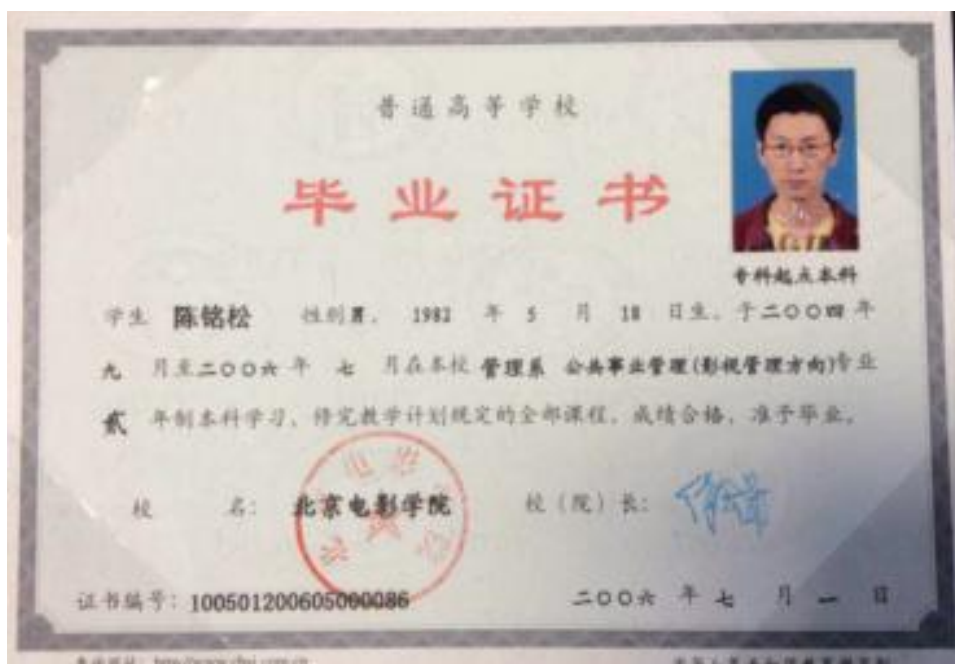 普通高等学校
毕业证书
专科起点本科
学生 陈铭松 性别男, 1982 年 5 月 18 日生, 于二〇〇四年
九 月至二〇〇六年 七 月在本校 管理系 公共事业管理(影视管理方向)专业
贰 年制本科学习, 修完教学计划规定的全部课程, 成绩合格, 准予毕业。
校 名: 北京电影学院 校(院)长:
证书编号: 100501200605000086 二〇〇六 年 七 月 一 日